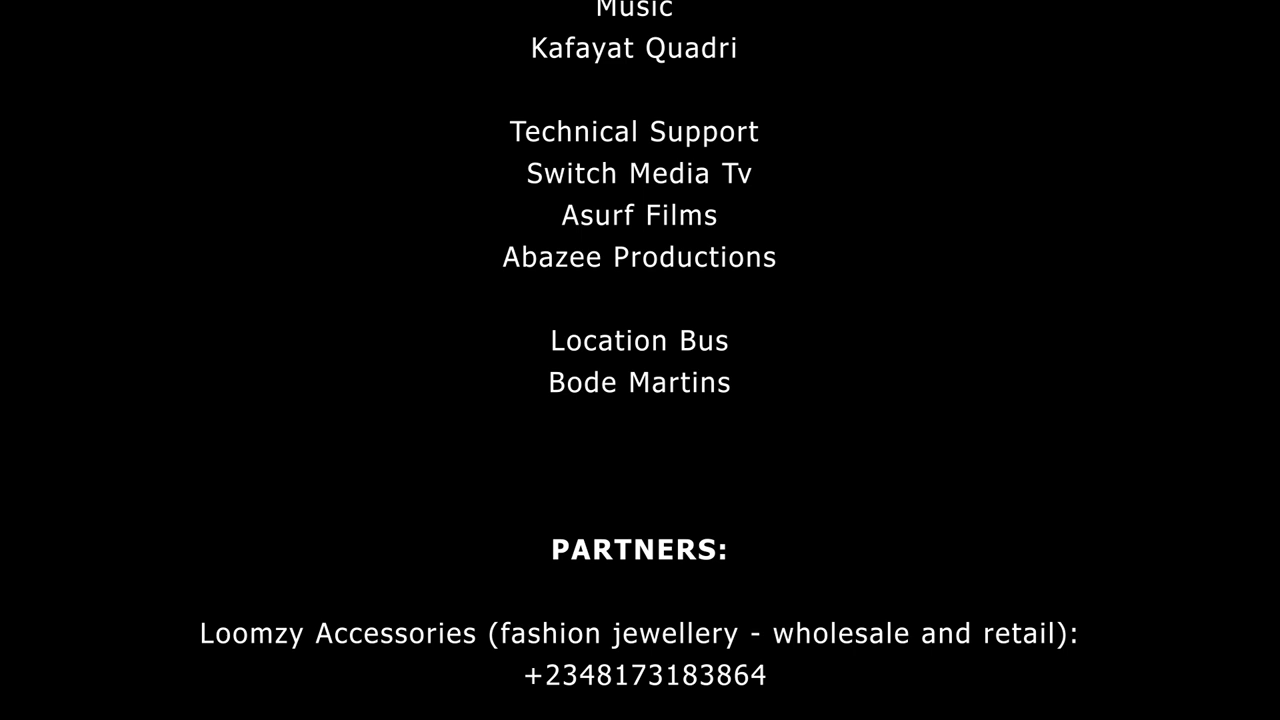 Music
Kafayat Quadri
Technical Support
Switch Media Tv
Asurf Films
Abazee Productions
Location Bus
Bode Martins
PARTNERS:
Loomzy Accessories (fashion jewellery - wholesale and retail):
+2348173183864